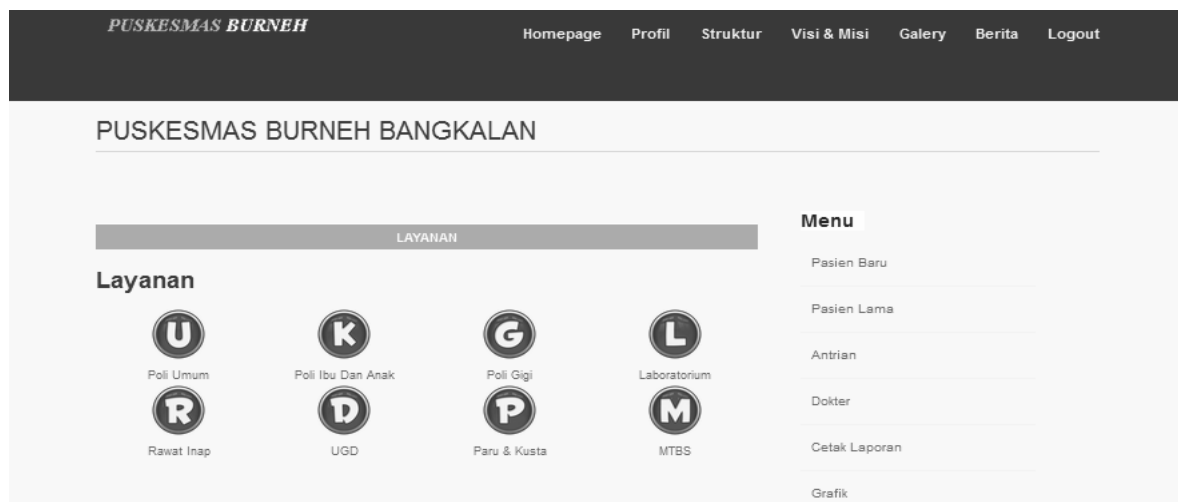 PUSKESMAS BURNEH
Homepage Profil Struktur Visi & Misi Galery Berita Logout
PUSKESMAS BURNEH BANGKALAN
LAYANAN
Layanan
U K G L
Poli Umum Poli Ibu Dan Anak Poli Gigi Laboratorium
R D P M
Rawat Inap UGD Paru & Kusta MTBS
Menu
Pasien Baru
Pasien Lama
Antrian
Dokter
Cetak Laporan
Grafik